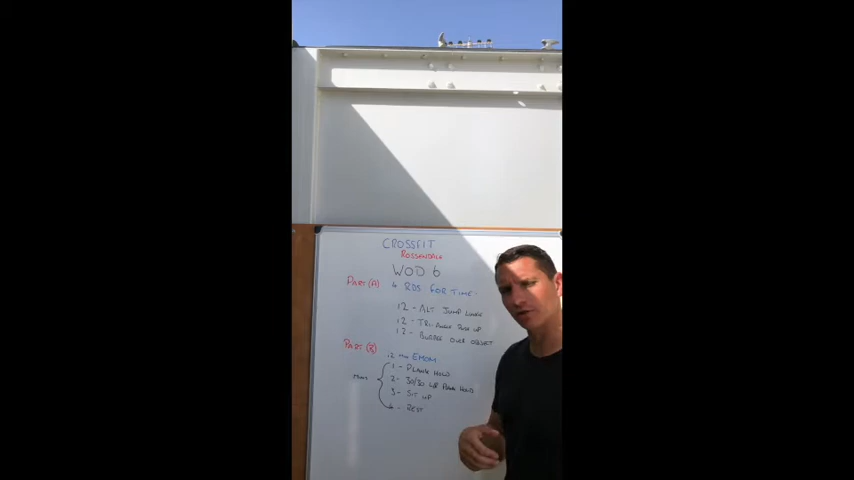 CROSSFIT
ROSSENDALE
WOD 6
PART (A) 4 RDS FOR TIME
12 - ALT JUMP LUNGE
12 - TRI-ANGLE PUSH UP
12 - BURPEE OVER OBJECT
PART (B)
12 MIN EMOM
1 - PLANK HOLD
MINS 2 - 30/30 L/R PLANK HOLD
3 - SIT UP
4 - REST